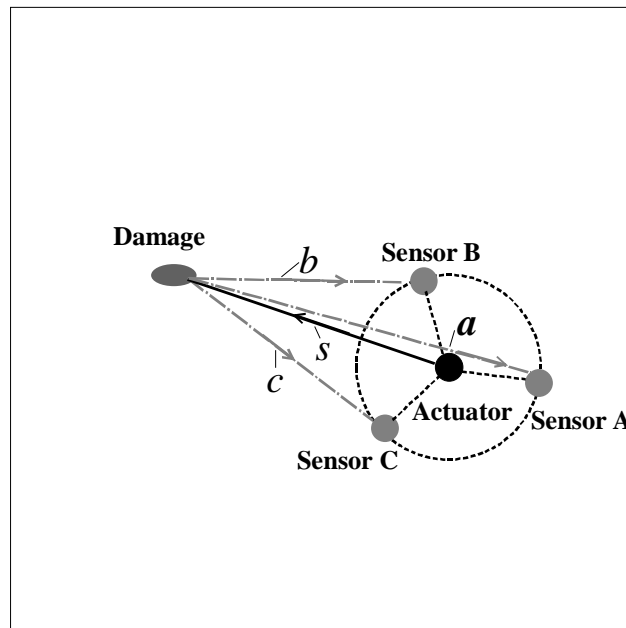 Damage
Sensor B
b
a
s
c
Actuator
Sensor A
Sensor C